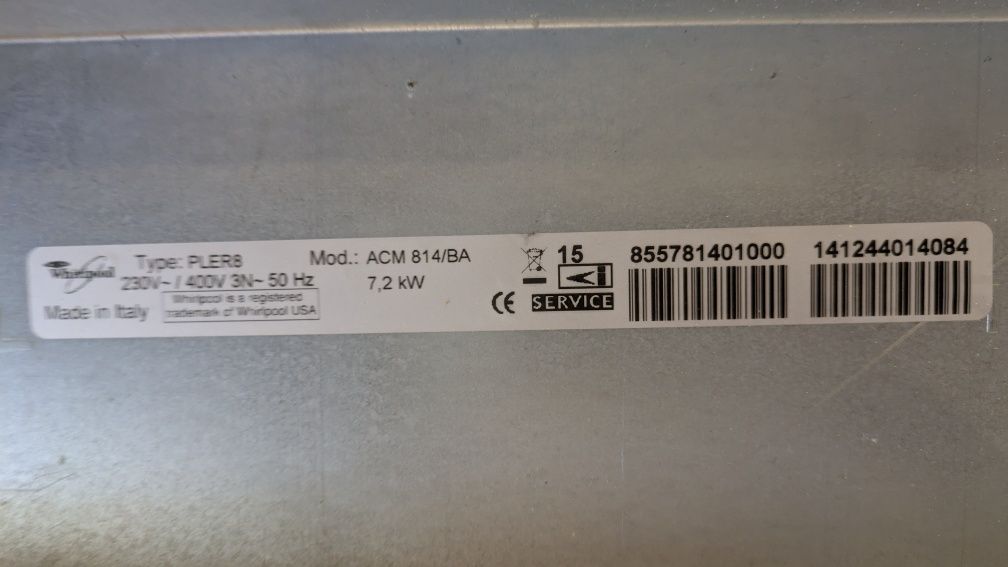 Whirlpool
Type: PLER8
230V~ / 400V 3N~ 50 Hz
Made in Italy
Whirlpool is a registered
trademark of Whirlpool USA
Mod.: ACM 814/BA
7,2 kW
CE
15
SERVICE
855781401000
141244014084